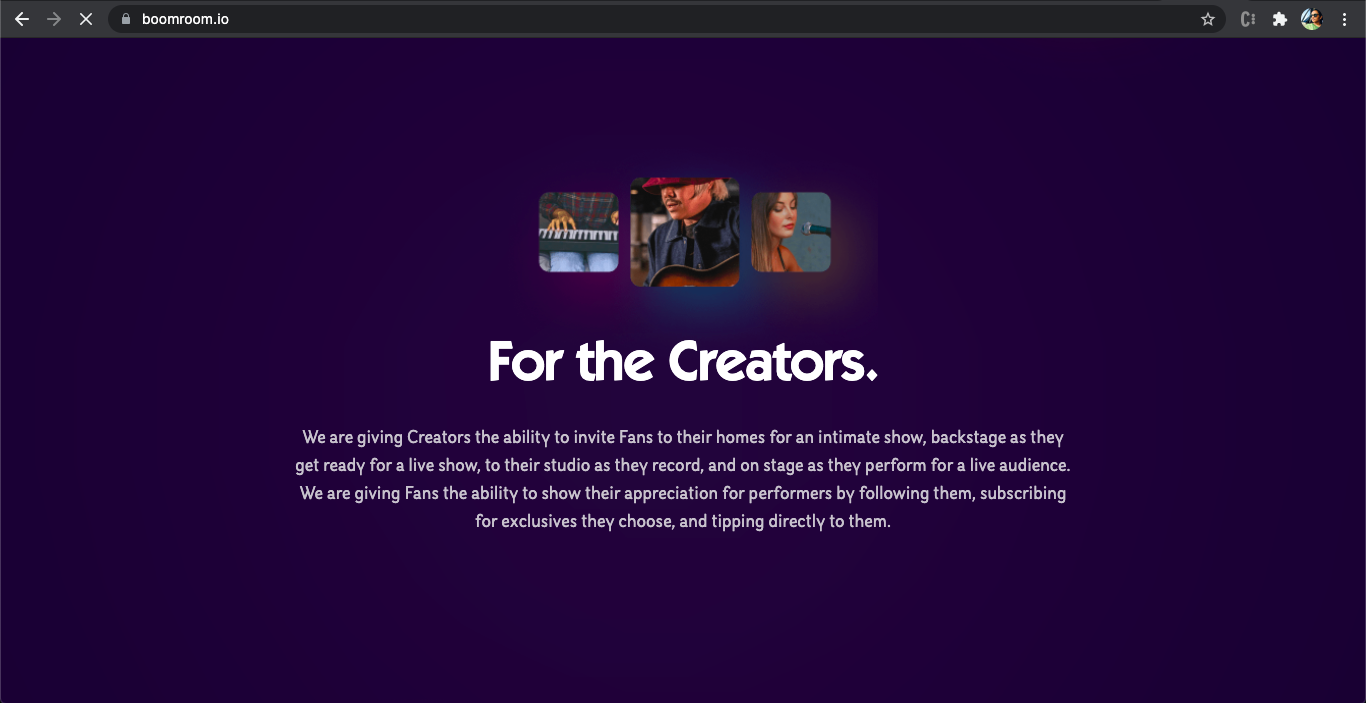 boomroom.io
For the Creators.
We are giving Creators the ability to invite Fans to their homes for an intimate show, backstage as they
get ready for a live show, to their studio as they record, and on stage as they perform for a live audience.
We are giving Fans the ability to show their appreciation for performers by following them, subscribing
for exclusives they choose, and tipping directly to them.